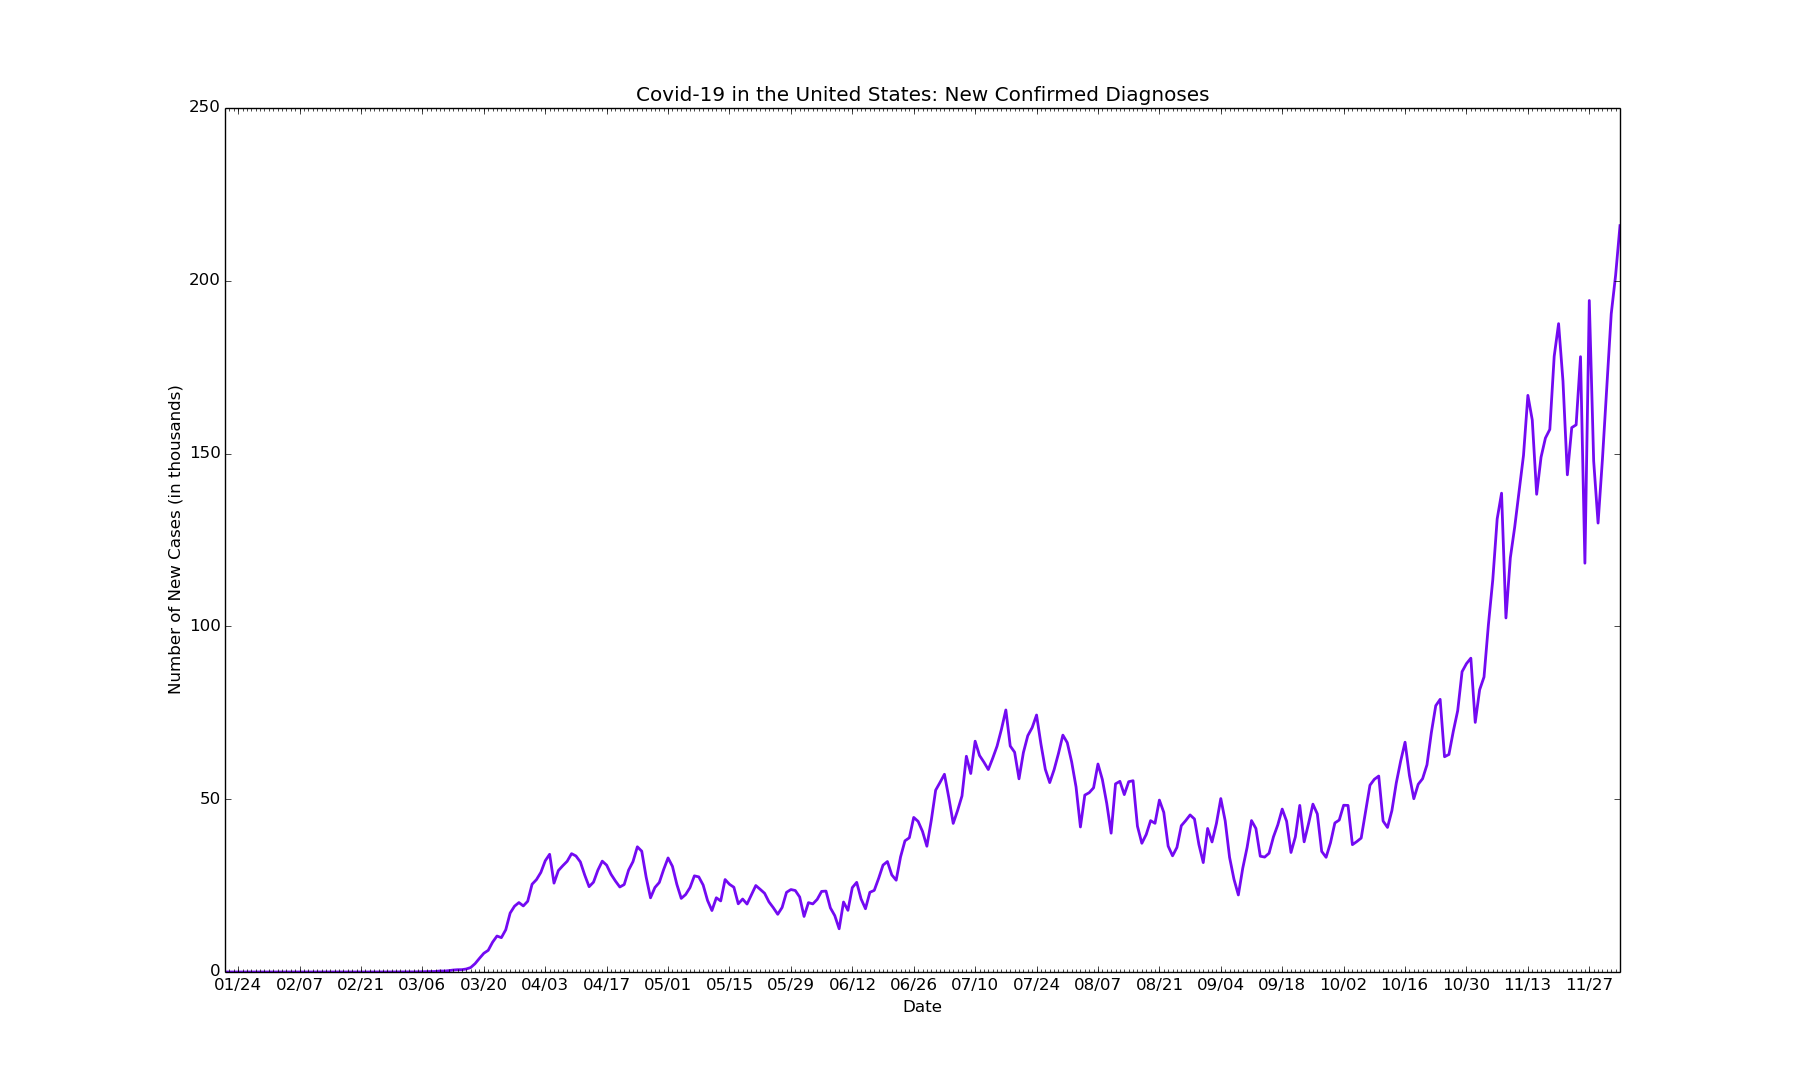 Covid-19 in the United States: New Confirmed Diagnoses
250
200
150
100
50
0
Number of New Cases (in thousands)
01/24 02/07 02/21 03/06 03/20 04/03 04/17 05/01 05/15 05/29 06/12 06/26 07/10 07/24 08/07 08/21 09/04 09/18 10/02 10/16 10/30 11/13 11/27
Date